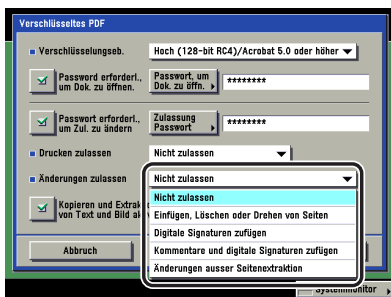 Verschlüsseltes PDF
Verschlüsselungseb.
Hoch (128-bit RC4)/Acrobat 5.0 oder höher
Password erforderl.,
um Dok. zu öffnen.
Passwort, um
Dok. zu öffn.
********
Passwort erforderl.,
um Zul. zu ändern
Zulassung
Passwort
********
Drucken zulassen
Nicht zulassen
Änderungen zulassen
Nicht zulassen
Nicht zulassen
Kopieren und Extrak
von Text und Bild ak
Einfügen, Löschen oder Drehen von Seiten
Digitale Signaturen zufügen
Kommentare und digitale Signaturen zufügen
Änderungen ausser Seitenextraktion
Abbruch
Systemmonitor